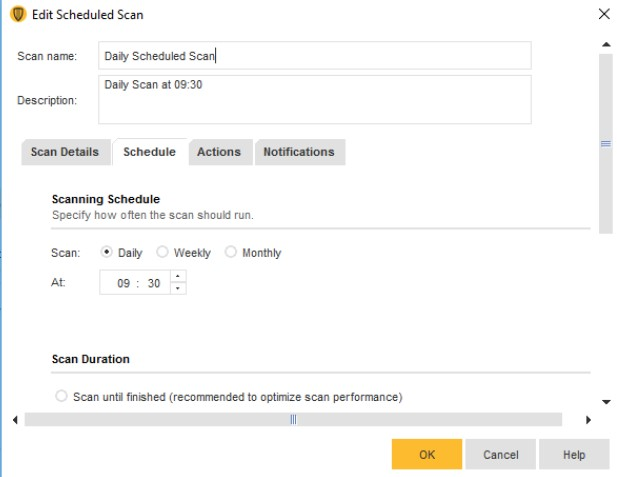 Edit Scheduled Scan
Scan name: Daily Scheduled Scan
Description: Daily Scan at 09:30
Scan Details Schedule Actions Notifications
Scanning Schedule
Specify how often the scan should run.
Scan: Daily Weekly Monthly
At: 09 : 30
Scan Duration
Scan until finished (recommended to optimize scan performance)
OK Cancel Help